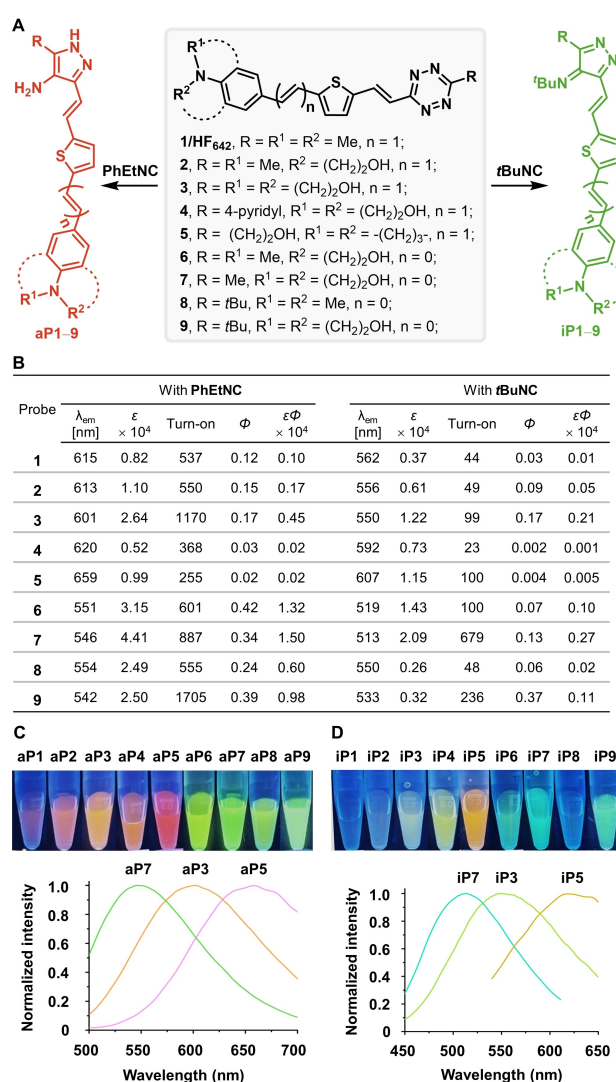 A
R
H
N
N
H₂N
S
n
R¹
N
R²
aP1–9
PhEtNC
R¹
N
R²
n
S
N=N
N–N
R
1/HF₆₄₂, R = R¹ = R² = Me, n = 1;
2, R = R¹ = Me, R² = (CH₂)₂OH, n = 1;
3, R = R¹ = R² = (CH₂)₂OH, n = 1;
4, R = 4-pyridyl, R¹ = R² = (CH₂)₂OH, n = 1;
5, R = (CH₂)₂OH, R¹ = R² = -(CH₂)₃-, n = 1;
6, R = R¹ = Me, R² = (CH₂)₂OH, n = 0;
7, R = Me, R¹ = R² = (CH₂)₂OH, n = 0;
8, R = tBu, R¹ = R² = Me, n = 0;
9, R = tBu, R¹ = R² = (CH₂)₂OH, n = 0;
tBuNC
R
N
N
ᵗBuN
S
n
R¹
N
R²
iP1–9
B
With PhEtNC With tBuNC
Probe λem [nm] ε × 10⁴ Turn-on Φ εΦ × 10⁴ λem [nm] ε × 10⁴ Turn-on Φ εΦ × 10⁴
1 615 0.82 537 0.12 0.10 562 0.37 44 0.03 0.01
2 613 1.10 550 0.15 0.17 556 0.61 49 0.09 0.05
3 601 2.64 1170 0.17 0.45 550 1.22 99 0.17 0.21
4 620 0.52 368 0.03 0.02 592 0.73 23 0.002 0.001
5 659 0.99 255 0.02 0.02 607 1.15 100 0.004 0.005
6 551 3.15 601 0.42 1.32 519 1.43 100 0.07 0.10
7 546 4.41 887 0.34 1.50 513 2.09 679 0.13 0.27
8 554 2.49 555 0.24 0.60 550 0.26 48 0.06 0.02
9 542 2.50 1705 0.39 0.98 533 0.32 236 0.37 0.11
C
aP1 aP2 aP3 aP4 aP5 aP6 aP7 aP8 aP9
aP7 aP3 aP5
Normalized intensity
1.0
0.8
0.6
0.4
0.2
0
500 550 600 650 700
Wavelength (nm)
D
iP1 iP2 iP3 iP4 iP5 iP6 iP7 iP8 iP9
iP7 iP3 iP5
Normalized intensity
1.0
0.8
0.6
0.4
0.2
0
450 500 550 600 650
Wavelength (nm)